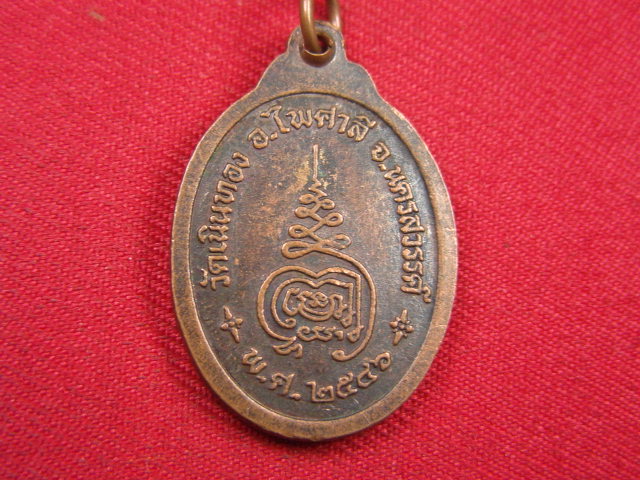 วัดเนินทอง อ.ไพศาลี จ.นครสวรรค์
พ.ศ. ๒๕๔๖